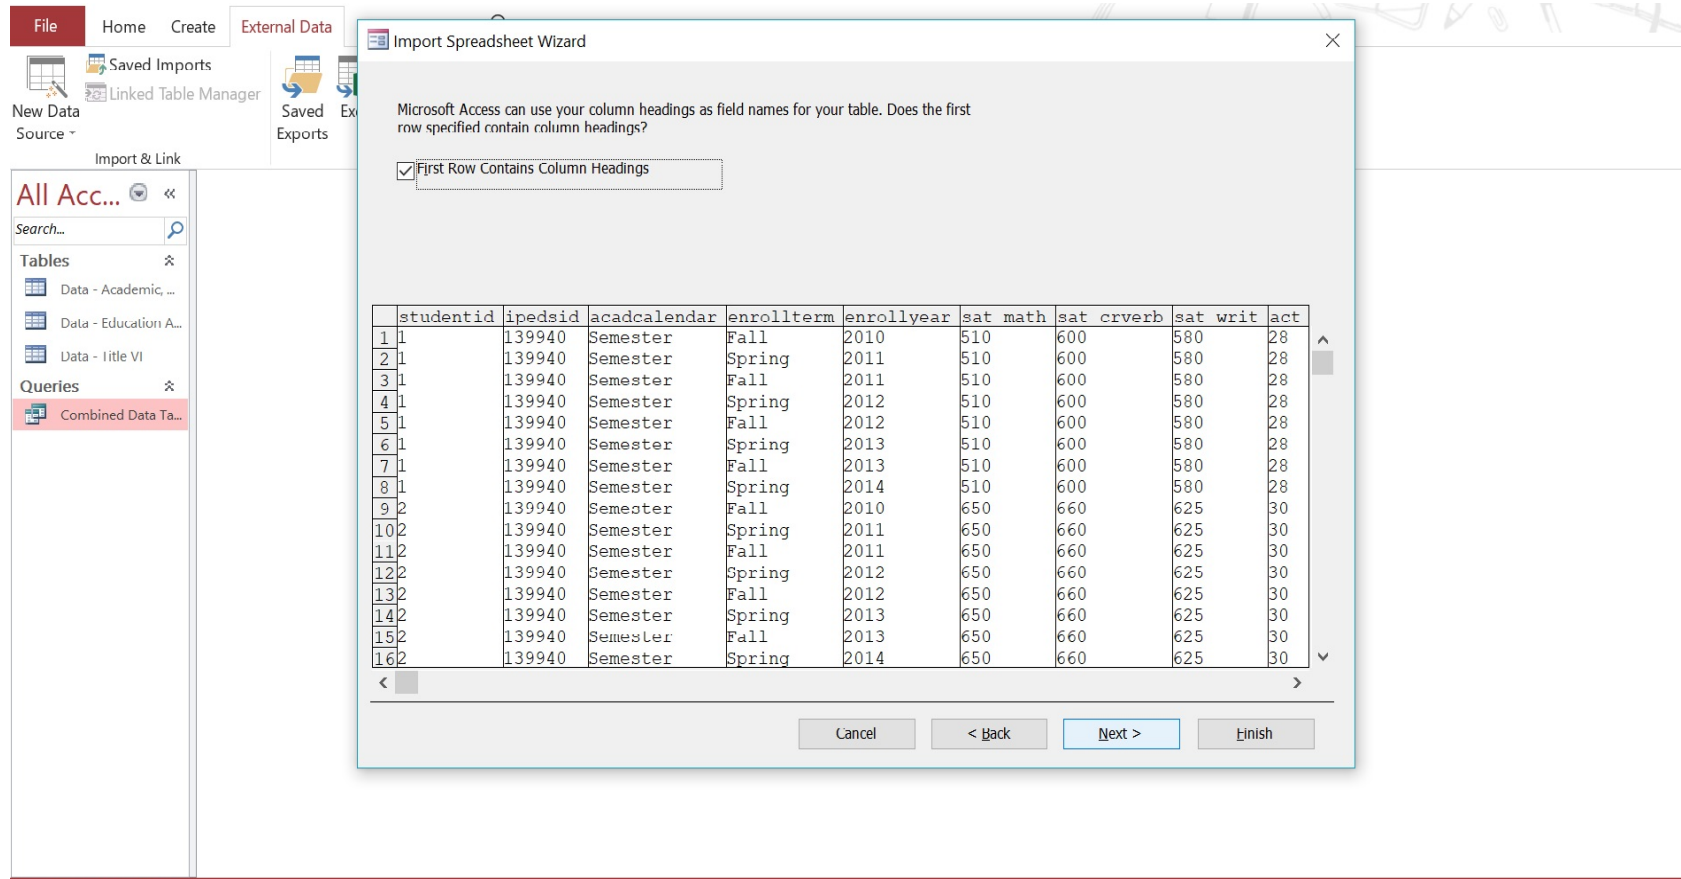 File Home Create External Data
Saved Imports
Linked Table Manager
New Data
Source
Saved
Exports
Ex
Import & Link
All Acc... «
Search...
Tables
Data - Academic, ...
Data - Education A...
Data - Title VI
Queries
Combined Data Ta...
Import Spreadsheet Wizard
Microsoft Access can use your column headings as field names for your table. Does the first
row specified contain column headings?
First Row Contains Column Headings
studentid ipedsid acadcalendar enrollterm enrollyear sat math sat crverb sat writ act
1 1 139940 Semester Fall 2010 510 600 580 28
2 1 139940 Semester Spring 2011 510 600 580 28
3 1 139940 Semester Fall 2011 510 600 580 28
4 1 139940 Semester Spring 2012 510 600 580 28
5 1 139940 Semester Fall 2012 510 600 580 28
6 1 139940 Semester Spring 2013 510 600 580 28
7 1 139940 Semester Fall 2013 510 600 580 28
8 1 139940 Semester Spring 2014 510 600 580 28
9 2 139940 Semester Fall 2010 650 660 625 30
10 2 139940 Semester Spring 2011 650 660 625 30
11 2 139940 Semester Fall 2011 650 660 625 30
12 2 139940 Semester Spring 2012 650 660 625 30
13 2 139940 Semester Fall 2012 650 660 625 30
14 2 139940 Semester Spring 2013 650 660 625 30
15 2 139940 Semester Fall 2013 650 660 625 30
16 2 139940 Semester Spring 2014 650 660 625 30
Cancel < Back Next > Finish